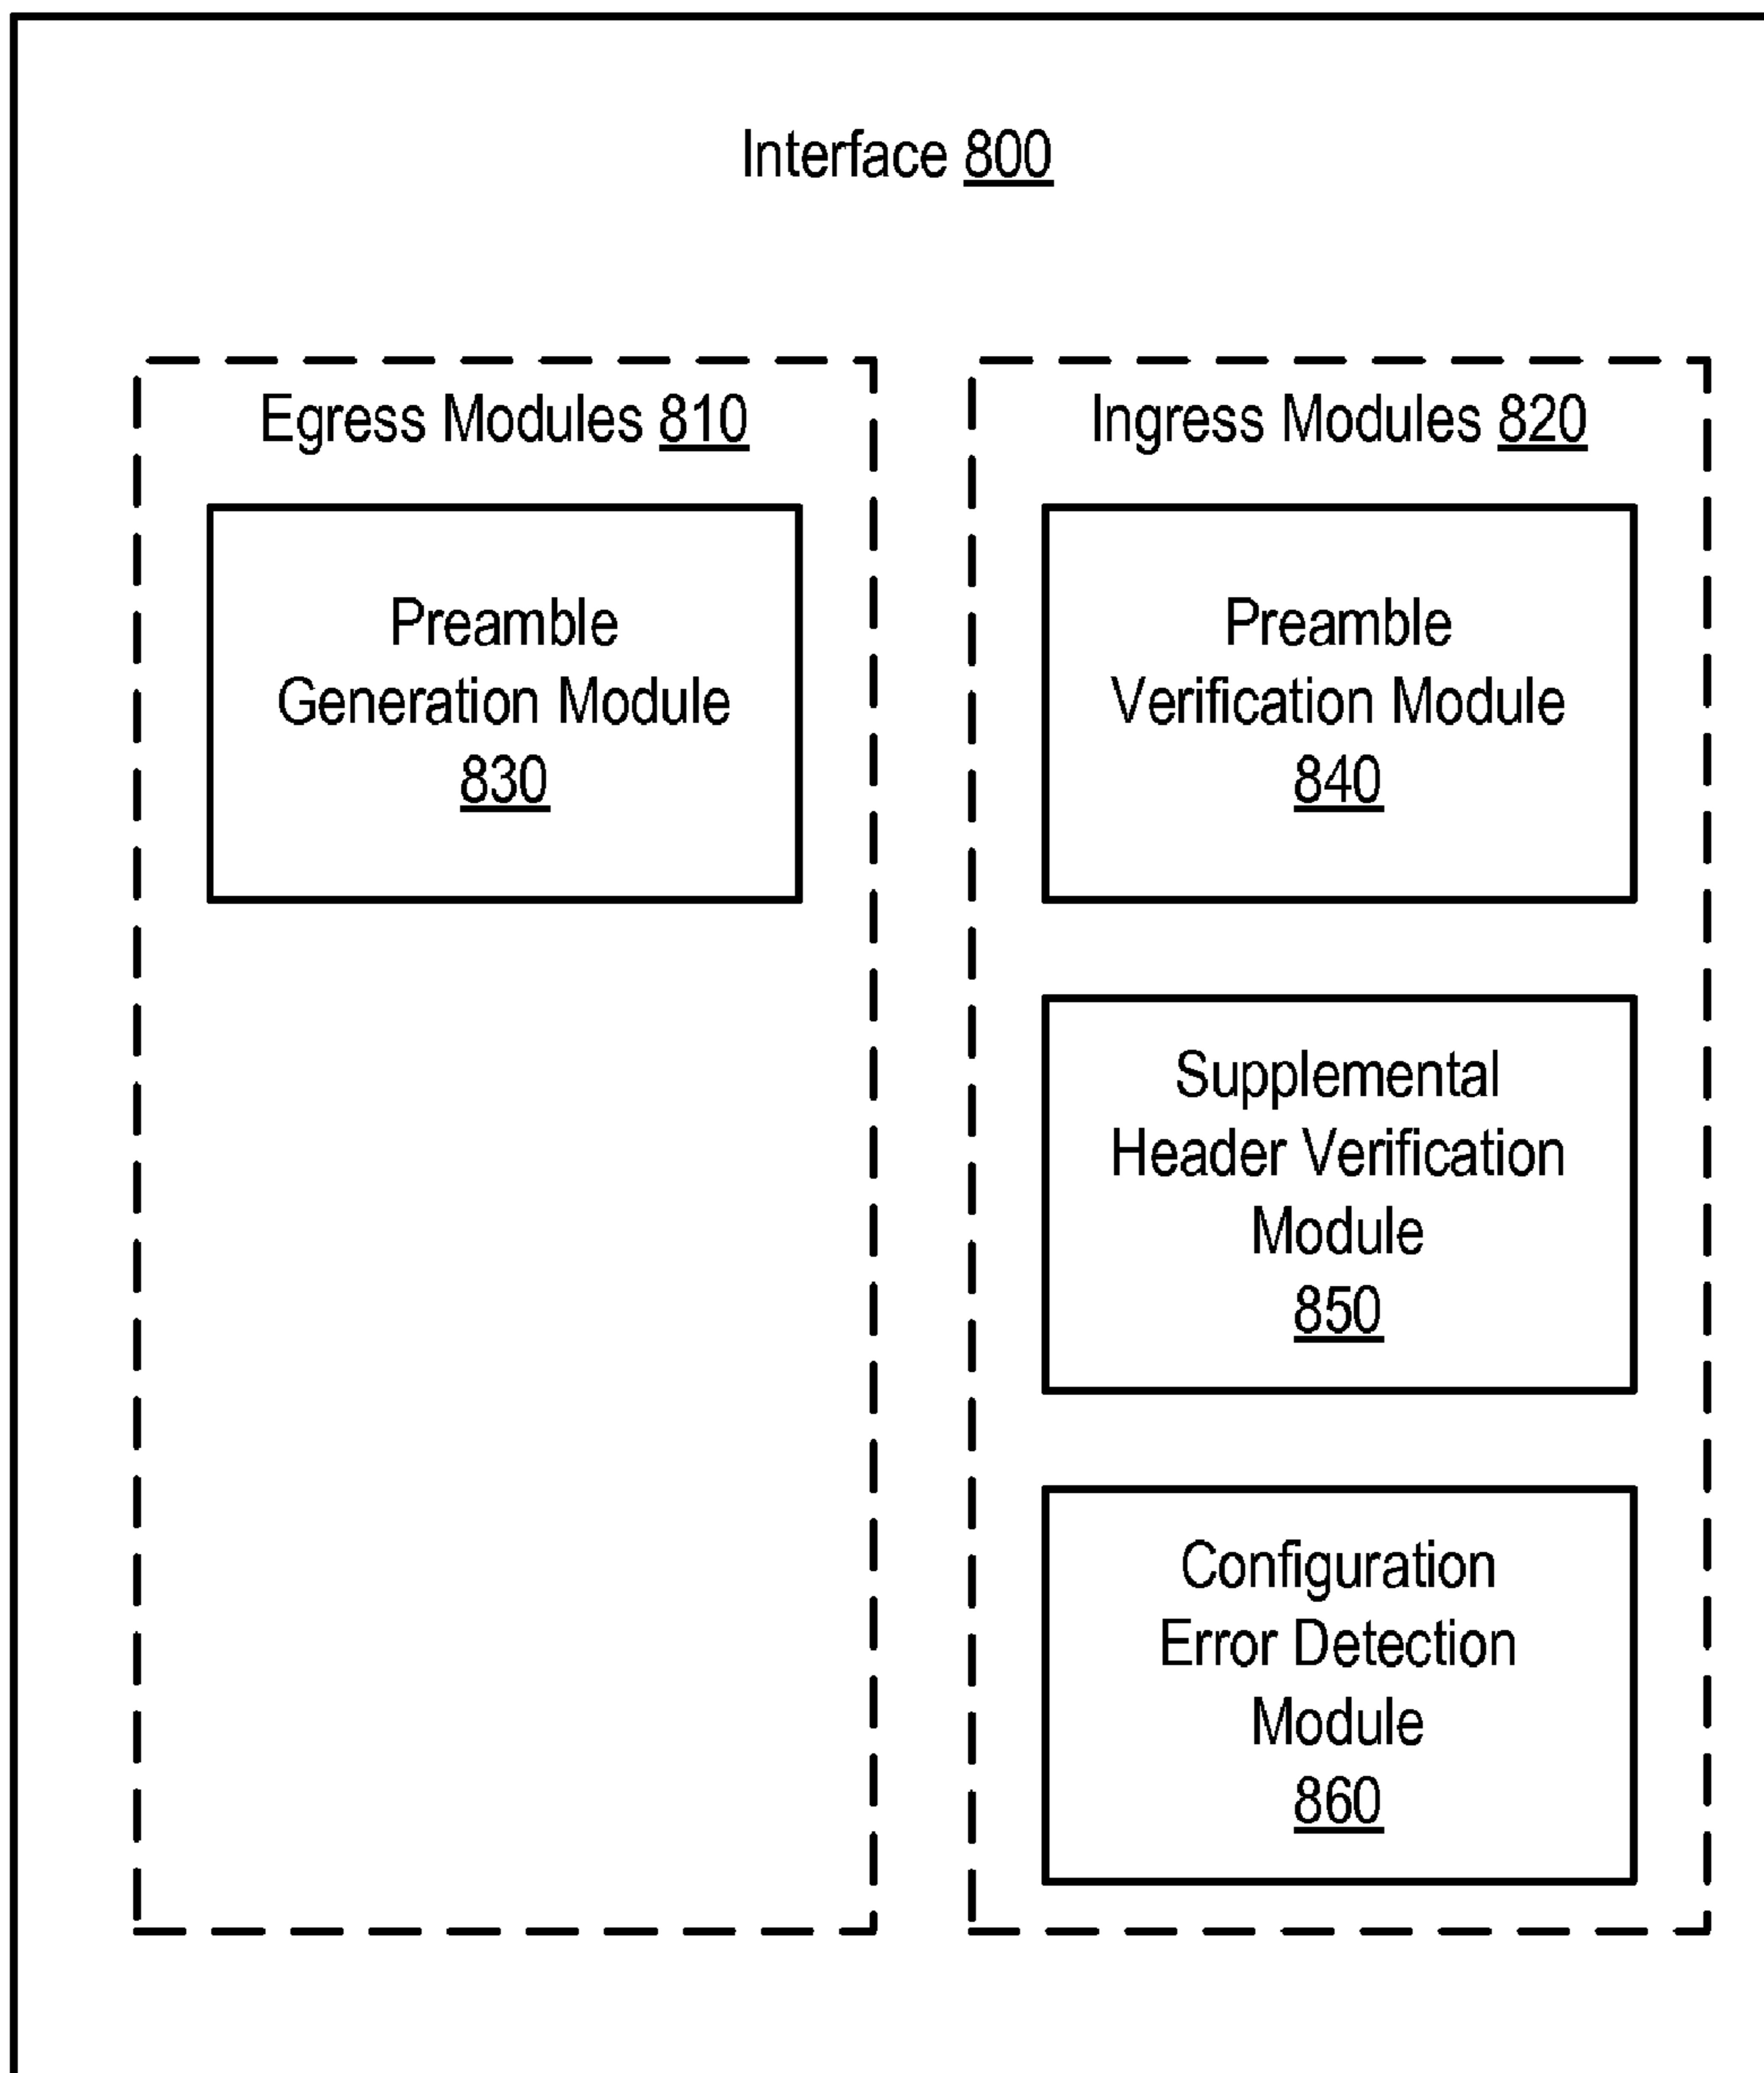 Interface 800
Egress Modules 810
Preamble
Generation Module
830
Ingress Modules 820
Preamble
Verification Module
840
Supplemental
Header Verification
Module
850
Configuration
Error Detection
Module
860